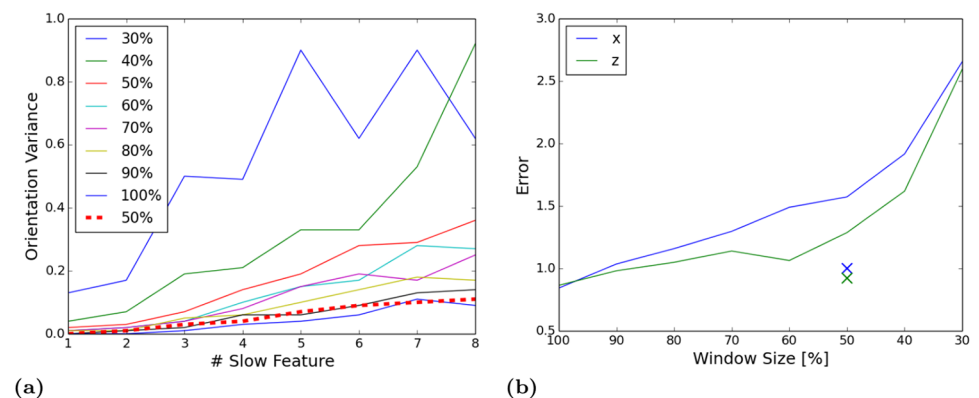 1.0
0.8
0.6
0.4
0.2
0.0
Orientation Variance
30%
40%
50%
60%
70%
80%
90%
100%
50%
1 2 3 4 5 6 7 8
# Slow Feature
(a)
3.0
2.5
2.0
1.5
1.0
0.5
Error
x
z
100 90 80 70 60 50 40 30
Window Size [%]
(b)